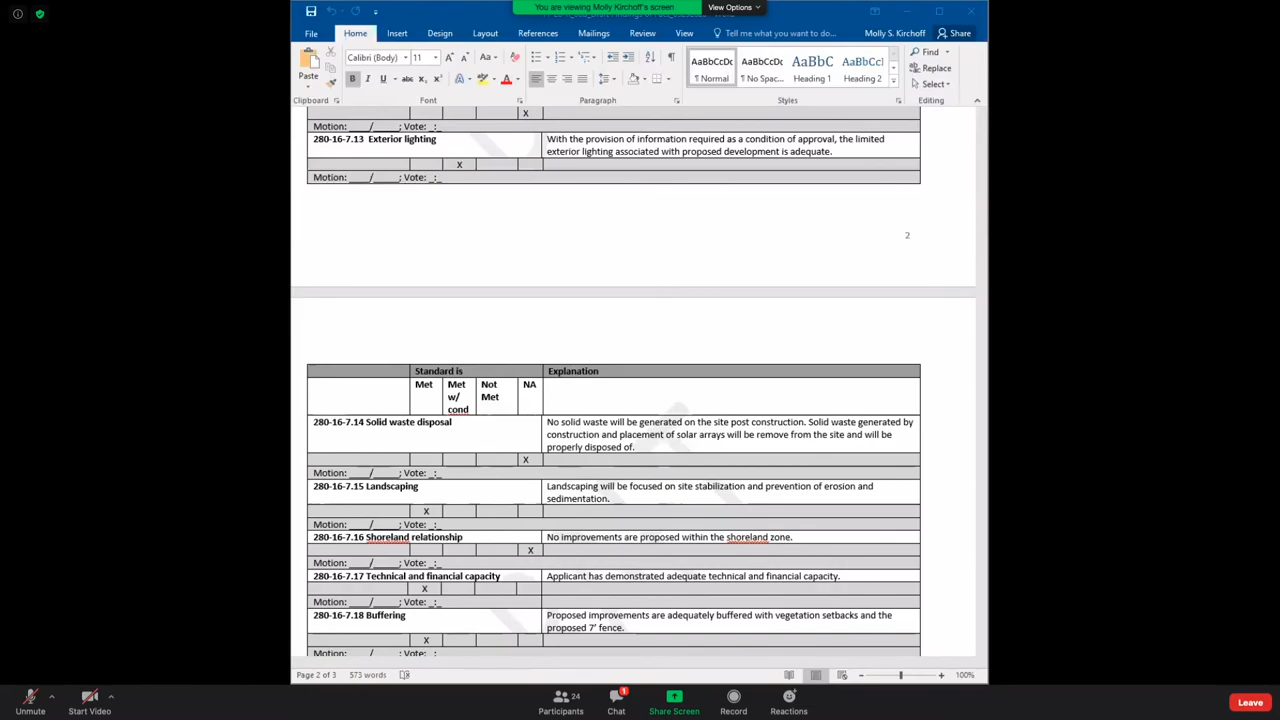 You are viewing Molly Kirchoff's screen View Options
File Home Insert Design Layout References Mailings Review View Tell me what you want to do... Molly S. Kirchoff Share
Calibri (Body) 11 Aa
Paste
B I U abc x₂ x² A A
AaBbCcDc AaBbCcDc AaBbC AaBbCcI
¶ Normal ¶ No Spac... Heading 1 Heading 2
Find
Replace
Select
Clipboard Font Paragraph Styles Editing
X
Motion: ____/_____; Vote: _:_
280-16-7.13 Exterior lighting
With the provision of information required as a condition of approval, the limited
exterior lighting associated with proposed development is adequate.
X
Motion: ____/_____; Vote: _:_
2
Standard is Explanation
Met Met w/ cond Not Met NA
280-16-7.14 Solid waste disposal
No solid waste will be generated on the site post construction. Solid waste generated by
construction and placement of solar arrays will be remove from the site and will be
properly disposed of.
X
Motion: ____/_____; Vote: _:_
280-16-7.15 Landscaping
Landscaping will be focused on site stabilization and prevention of erosion and
sedimentation.
X
Motion: ____/_____; Vote: _:_
280-16-7.16 Shoreland relationship
No improvements are proposed within the shoreland zone.
X
Motion: ____/_____; Vote: _:_
280-16-7.17 Technical and financial capacity
Applicant has demonstrated adequate technical and financial capacity.
X
Motion: ____/_____; Vote: _:_
280-16-7.18 Buffering
Proposed improvements are adequately buffered with vegetation setbacks and the
proposed 7' fence.
X
Motion: ____/_____; Vote: _:_
Page 2 of 3 573 words 100%
Unmute Start Video Participants 24 Chat 1 Share Screen Record Reactions Leave